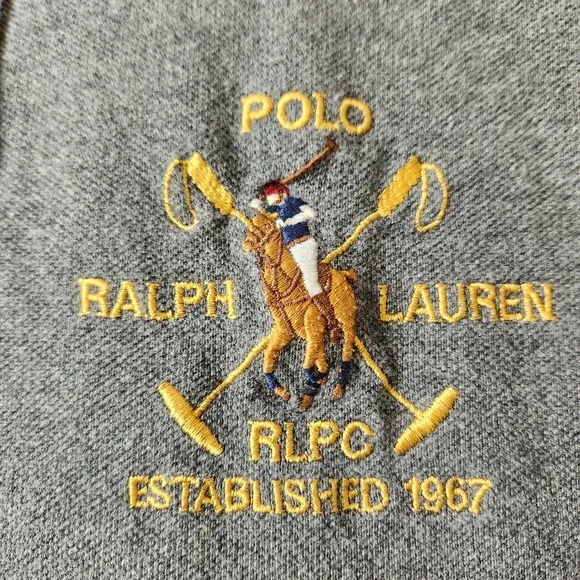 POLO
RALPH LAUREN
RLPC
ESTABLISHED 1967